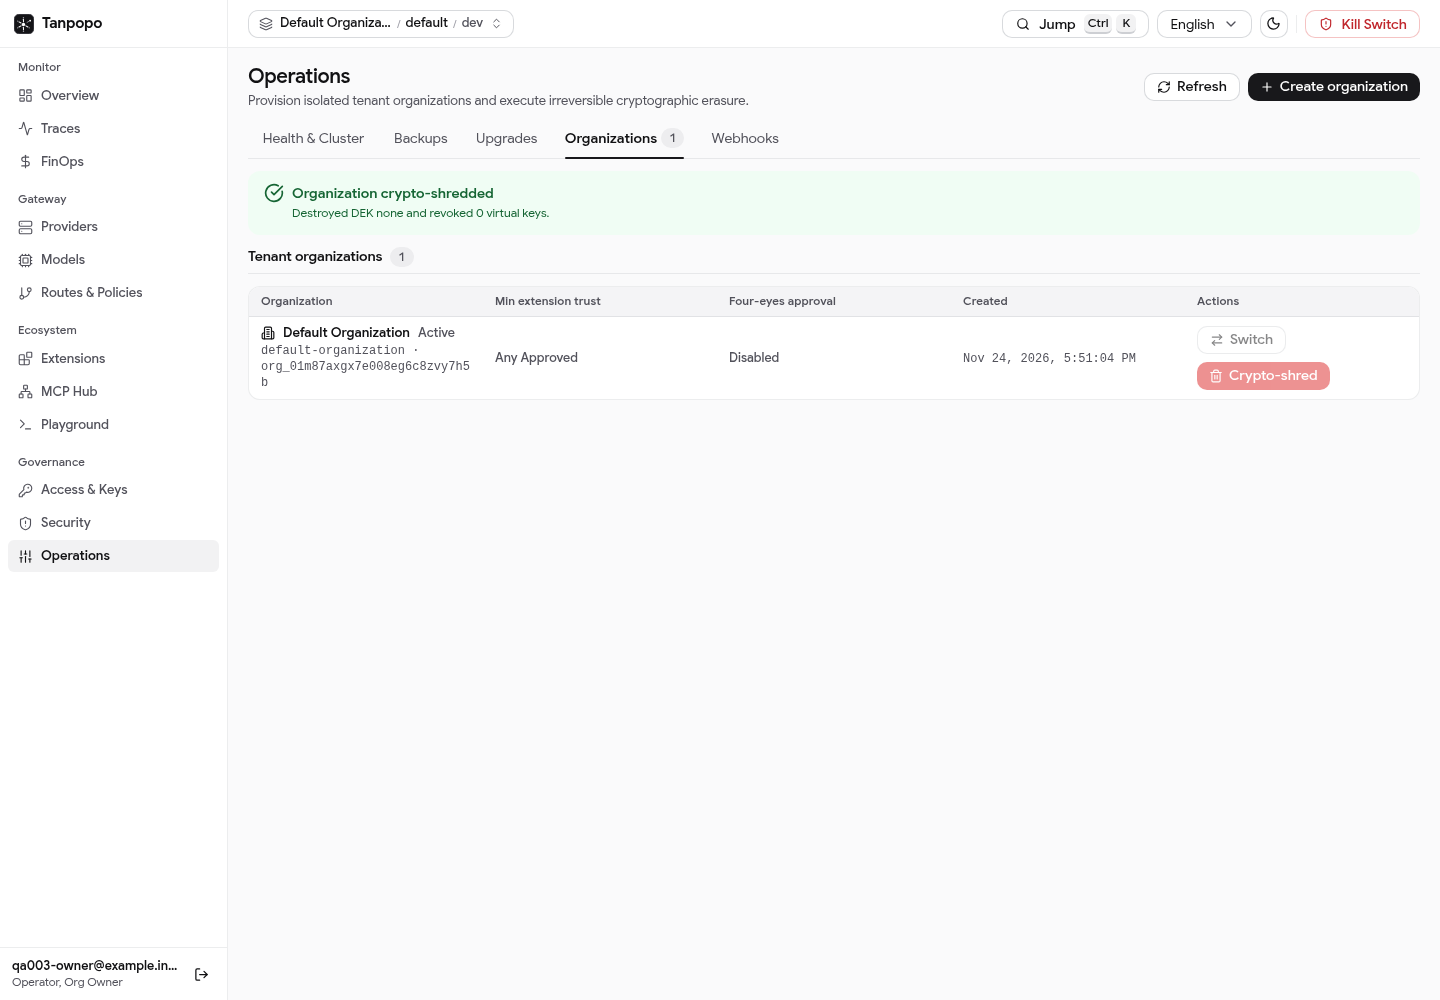 Tanpopo
Default Organiza... / default / dev
Jump Ctrl K
English
Kill Switch
Monitor
Overview
Traces
FinOps
Gateway
Providers
Models
Routes & Policies
Ecosystem
Extensions
MCP Hub
Playground
Governance
Access & Keys
Security
Operations
Operations
Provision isolated tenant organizations and execute irreversible cryptographic erasure.
Refresh
Create organization
Health & Cluster
Backups
Upgrades
Organizations 1
Webhooks
Organization crypto-shredded
Destroyed DEK none and revoked 0 virtual keys.
Tenant organizations 1
Organization
Min extension trust
Four-eyes approval
Created
Actions
Default Organization Active
default-organization ·
org_01m87axgx7e008eg6c8zvy7h5
b
Any Approved
Disabled
Nov 24, 2026, 5:51:04 PM
Switch
Crypto-shred
qa003-owner@example.in...
Operator, Org Owner